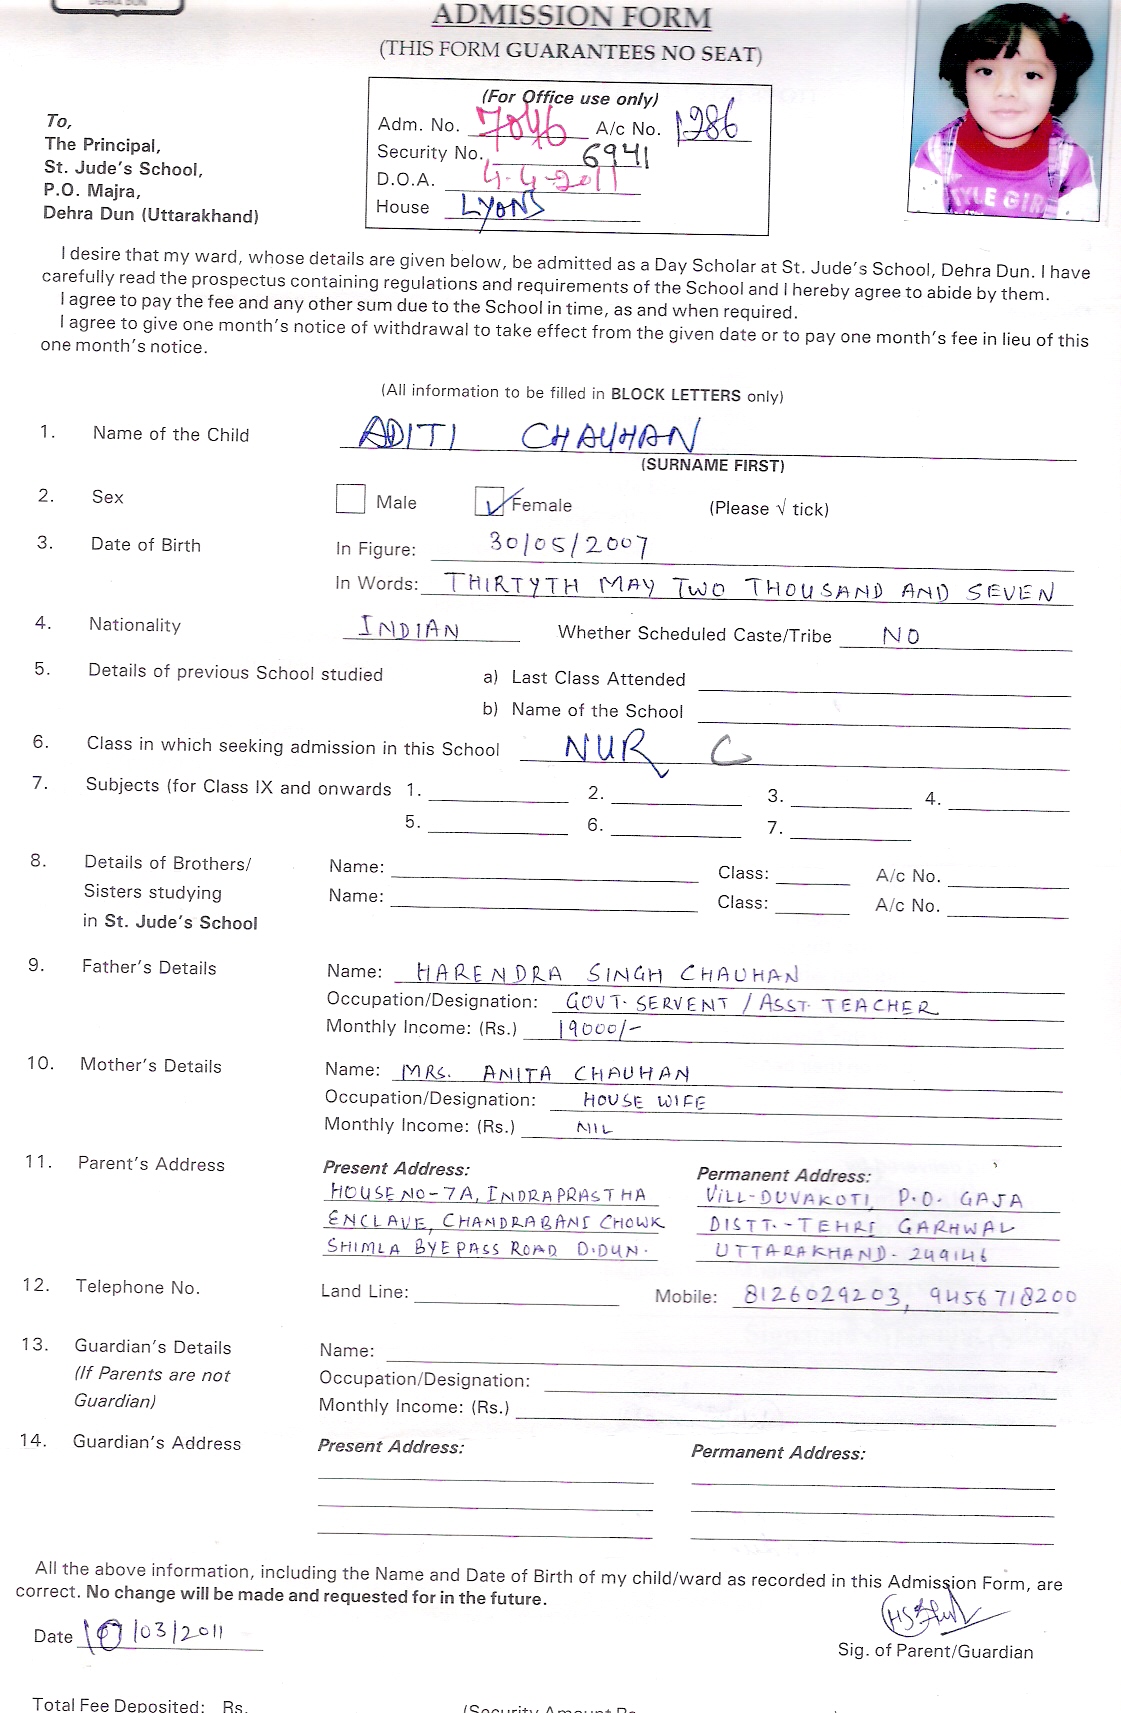 DEHRA DUN
ADMISSION FORM
(THIS FORM GUARANTEES NO SEAT)
(For Office use only)
Adm. No. 7046 A/c No. 1286
Security No. 6941
D.O.A. 4-4-2011
House LYONS
To,
The Principal,
St. Jude's School,
P.O. Majra,
Dehra Dun (Uttarakhand)
STYLE GIR
I desire that my ward, whose details are given below, be admitted as a Day Scholar at St. Jude's School, Dehra Dun. I have
carefully read the prospectus containing regulations and requirements of the School and I hereby agree to abide by them.
I agree to pay the fee and any other sum due to the School in time, as and when required.
I agree to give one month's notice of withdrawal to take effect from the given date or to pay one month's fee in lieu of this
one month's notice.
(All information to be filled in BLOCK LETTERS only)
1. Name of the Child ADITI CHAUHAN
(SURNAME FIRST)
2. Sex Male Female (Please √ tick)
3. Date of Birth In Figure: 30/05/2007
In Words: THIRTYTH MAY TWO THOUSAND AND SEVEN
4. Nationality INDIAN Whether Scheduled Caste/Tribe NO
5. Details of previous School studied a) Last Class Attended
b) Name of the School
6. Class in which seeking admission in this School NUR C
7. Subjects (for Class IX and onwards 1. 2. 3. 4.
5. 6. 7.
8. Details of Brothers/ Name: Class: A/c No.
Sisters studying Name: Class: A/c No.
in St. Jude's School
9. Father's Details Name: HARENDRA SINGH CHAUHAN
Occupation/Designation: GOVT. SERVENT / ASST. TEACHER
Monthly Income: (Rs.) 19000/-
10. Mother's Details Name: MRS. ANITA CHAUHAN
Occupation/Designation: HOUSE WIFE
Monthly Income: (Rs.) NIL
11. Parent's Address Present Address: Permanent Address:
HOUSE NO-7A, INDRAPRASTHA VILL-DUVAKOTI, P.O. GAJA
ENCLAVE, CHANDRABANI CHOWK DISTT.-TEHRI GARHWAL
SHIMLA BYEPASS ROAD D.DUN. UTTARAKHAND-249146
12. Telephone No. Land Line: Mobile: 8126029203, 9456718200
13. Guardian's Details Name:
(If Parents are not Occupation/Designation:
Guardian) Monthly Income: (Rs.)
14. Guardian's Address Present Address: Permanent Address:
All the above information, including the Name and Date of Birth of my child/ward as recorded in this Admission Form, are
correct. No change will be made and requested for in the future.
Date 10/03/2011
Sig. of Parent/Guardian
Total Fee Deposited: Rs. (Security Amount Rs.